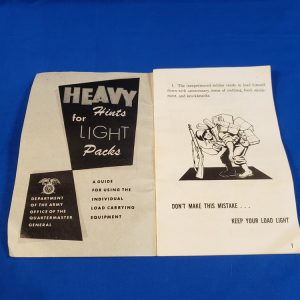 HEAVY
Hints
for
LIGHT
Packs
A GUIDE
FOR USING THE
INDIVIDUAL
LOAD CARRYING
EQUIPMENT
DEPARTMENT
OF THE ARMY
OFFICE OF THE
QUARTERMASTER
GENERAL
1. The inexperienced soldier tends to load himself
down with unnecessary items of clothing, food, equip-
ment, and knickknacks.
DON'T MAKE THIS MISTAKE . . .
KEEP YOUR LOAD LIGHT
1